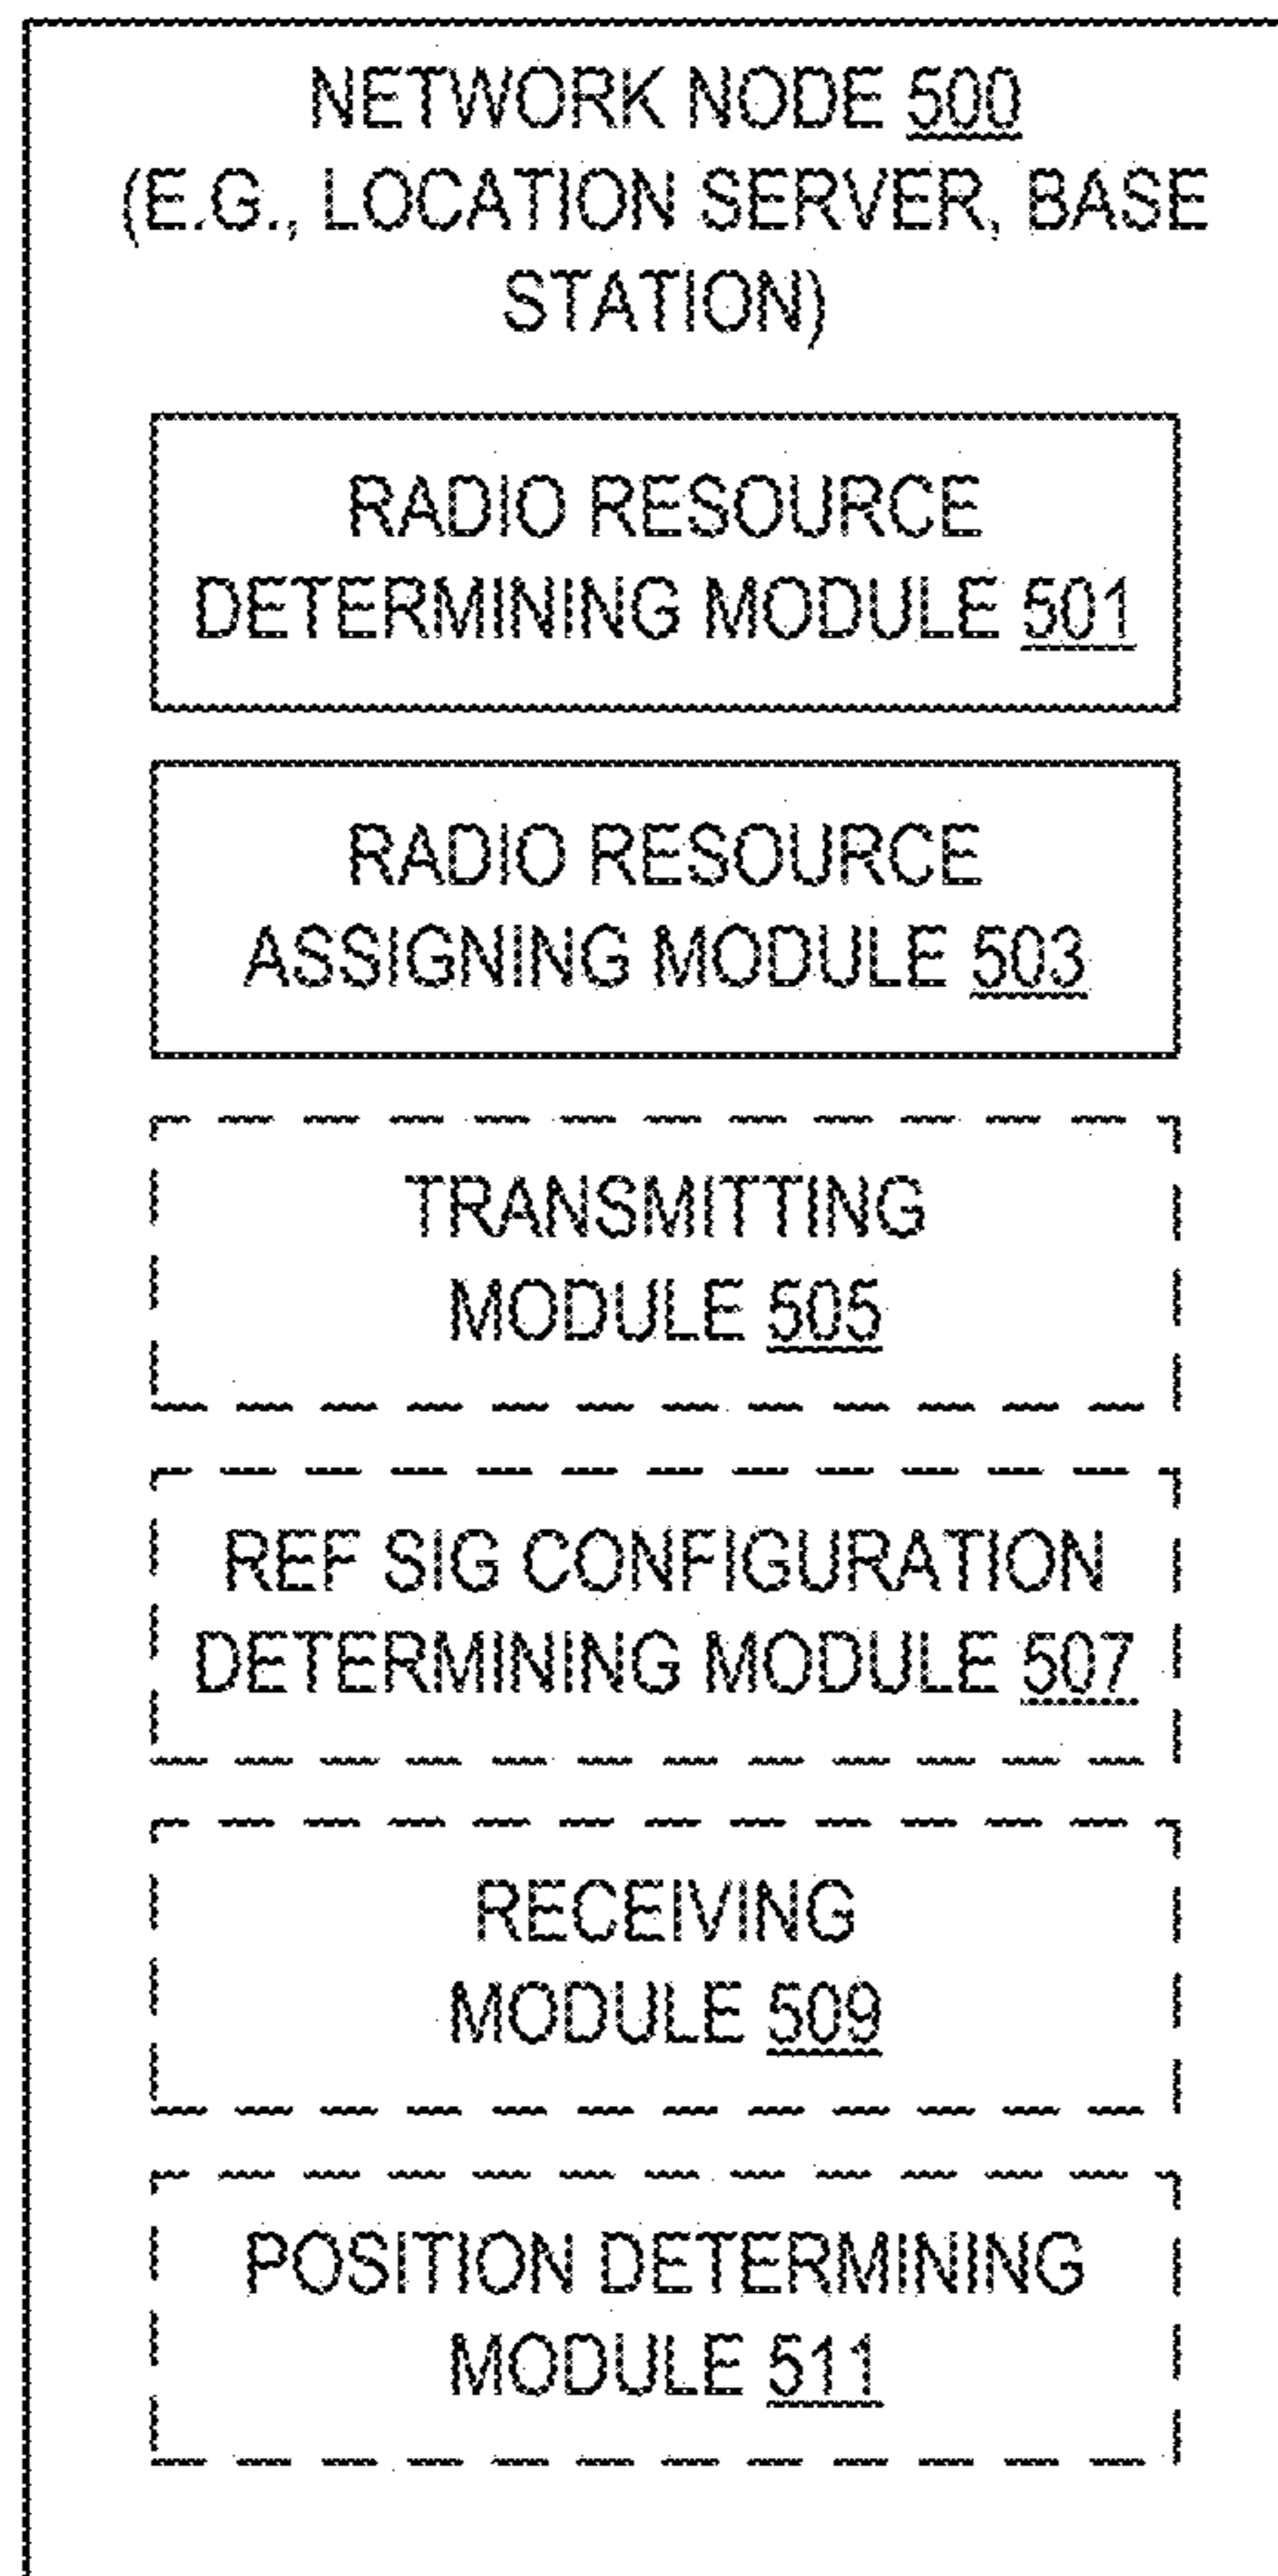 NETWORK NODE 500
(E.G., LOCATION SERVER, BASE
STATION)
RADIO RESOURCE
DETERMINING MODULE 501
RADIO RESOURCE
ASSIGNING MODULE 503
TRANSMITTING
MODULE 505
REF SIG CONFIGURATION
DETERMINING MODULE 507
RECEIVING
MODULE 509
POSITION DETERMINING
MODULE 511